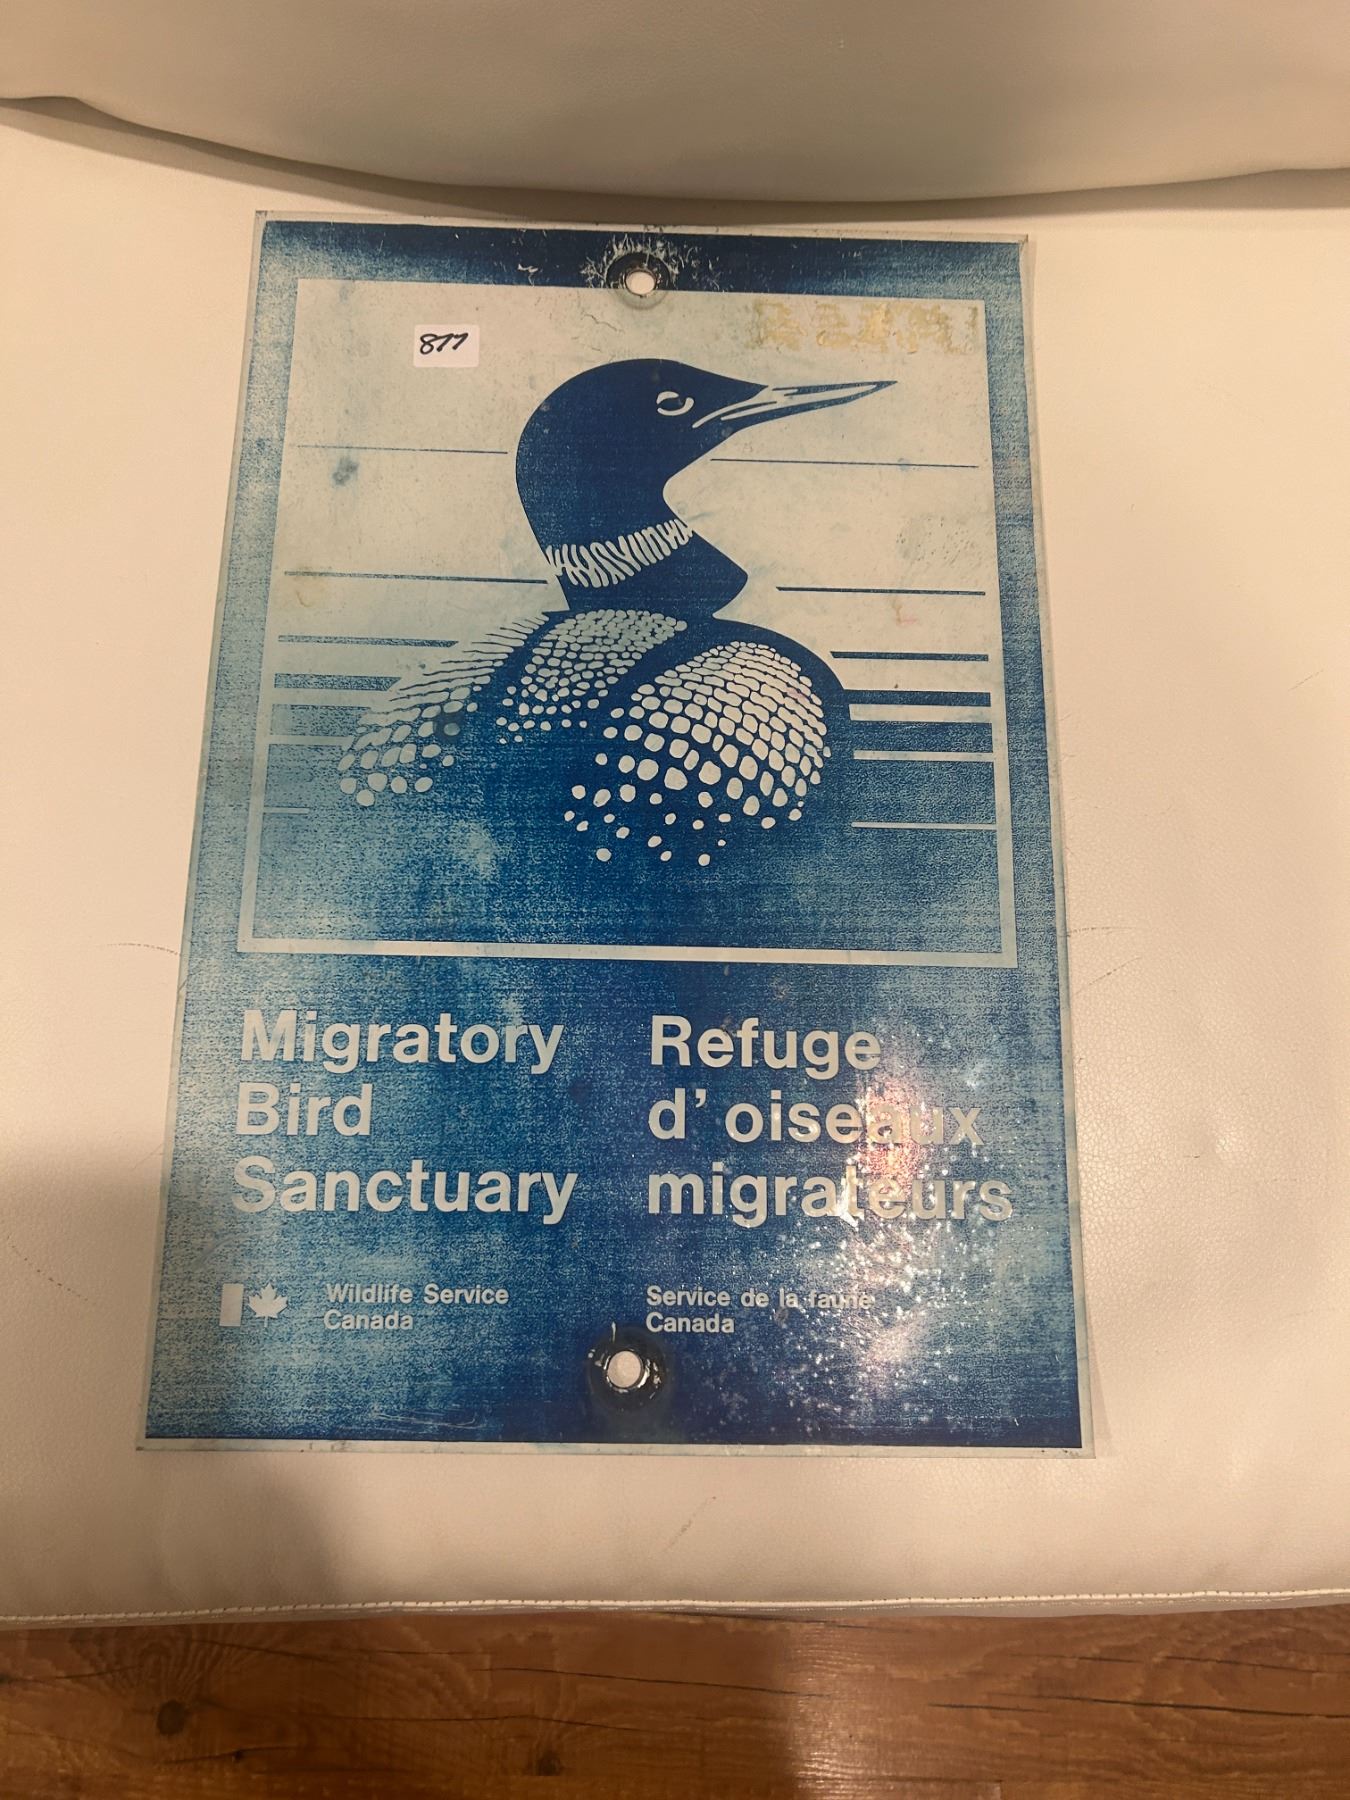 877
Migratory
Bird
Sanctuary
Refuge
d' oiseaux
migrateurs
Wildlife Service
Canada
Service de la faune
Canada